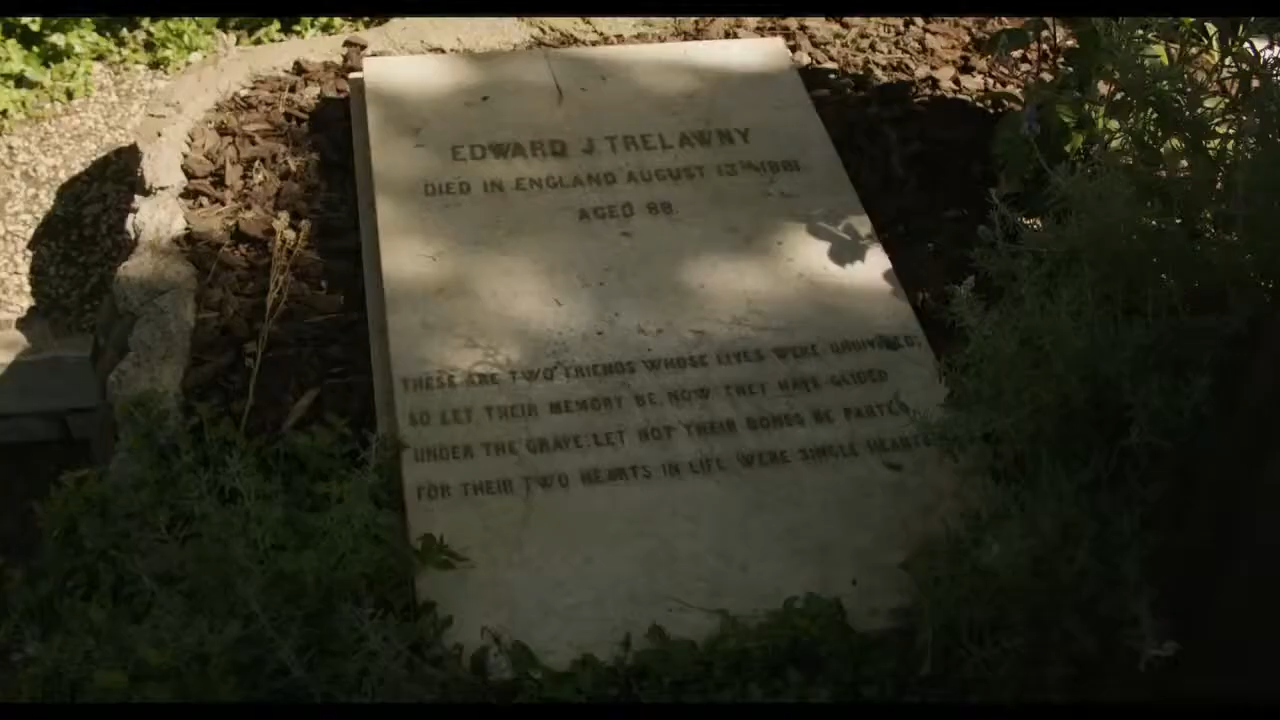 EDWARD J TRELAWNY
DIED IN ENGLAND AUGUST 13TH 1881
AGED 88.
THESE ARE TWO FRIENDS WHOSE LIVES WERE UNDIVIDED;
SO LET THEIR MEMORY BE, NOW THEY HAVE GLIDED
UNDER THE GRAVE: LET NOT THEIR BONES BE PARTED,
FOR THEIR TWO HEARTS IN LIFE WERE SINGLE HEARTE